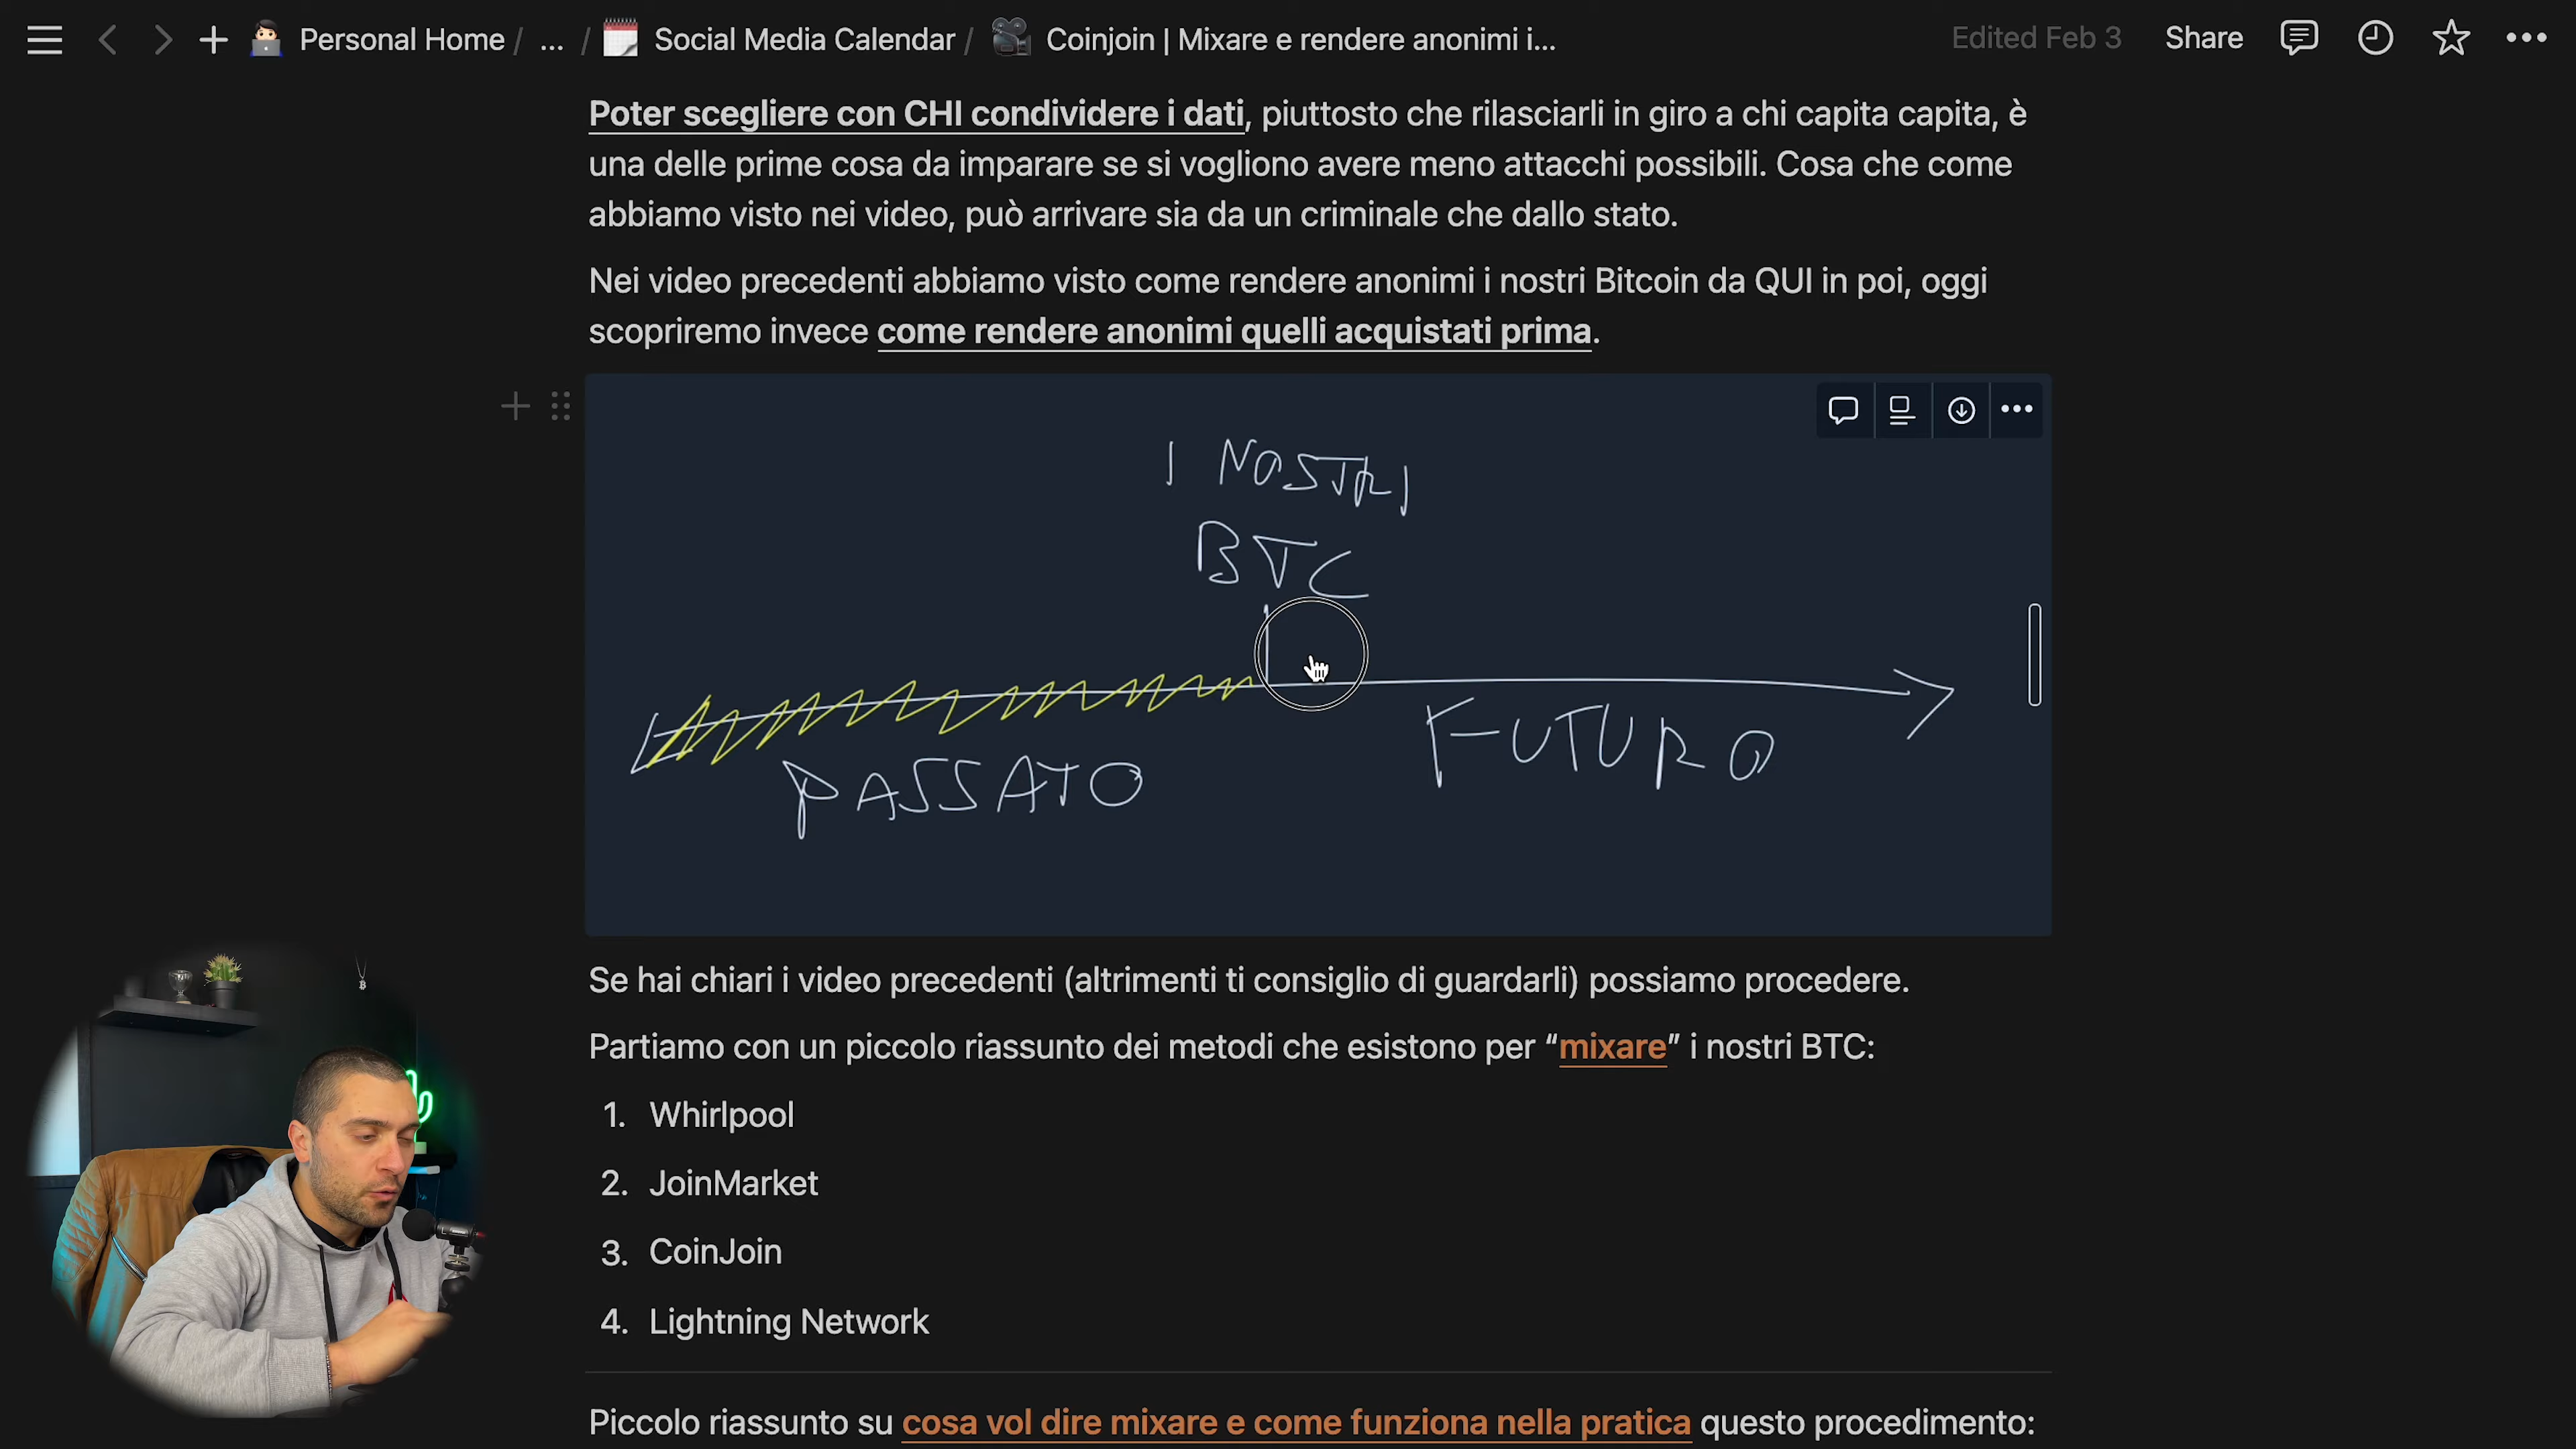 Personal Home / ... / Social Media Calendar / Coinjoin | Mixare e rendere anonimi i... Edited Feb 3 Share
Poter scegliere con CHI condividere i dati, piuttosto che rilasciarli in giro a chi capita capita, è
una delle prime cosa da imparare se si vogliono avere meno attacchi possibili. Cosa che come
abbiamo visto nei video, può arrivare sia da un criminale che dallo stato.
Nei video precedenti abbiamo visto come rendere anonimi i nostri Bitcoin da QUI in poi, oggi
scopriremo invece come rendere anonimi quelli acquistati prima.
I NOSTRI
BTC
PASSATO
FUTURO
Se hai chiari i video precedenti (altrimenti ti consiglio di guardarli) possiamo procedere.
Partiamo con un piccolo riassunto dei metodi che esistono per “mixare” i nostri BTC:
1. Whirlpool
2. JoinMarket
3. CoinJoin
4. Lightning Network
Piccolo riassunto su cosa vol dire mixare e come funziona nella pratica questo procedimento: